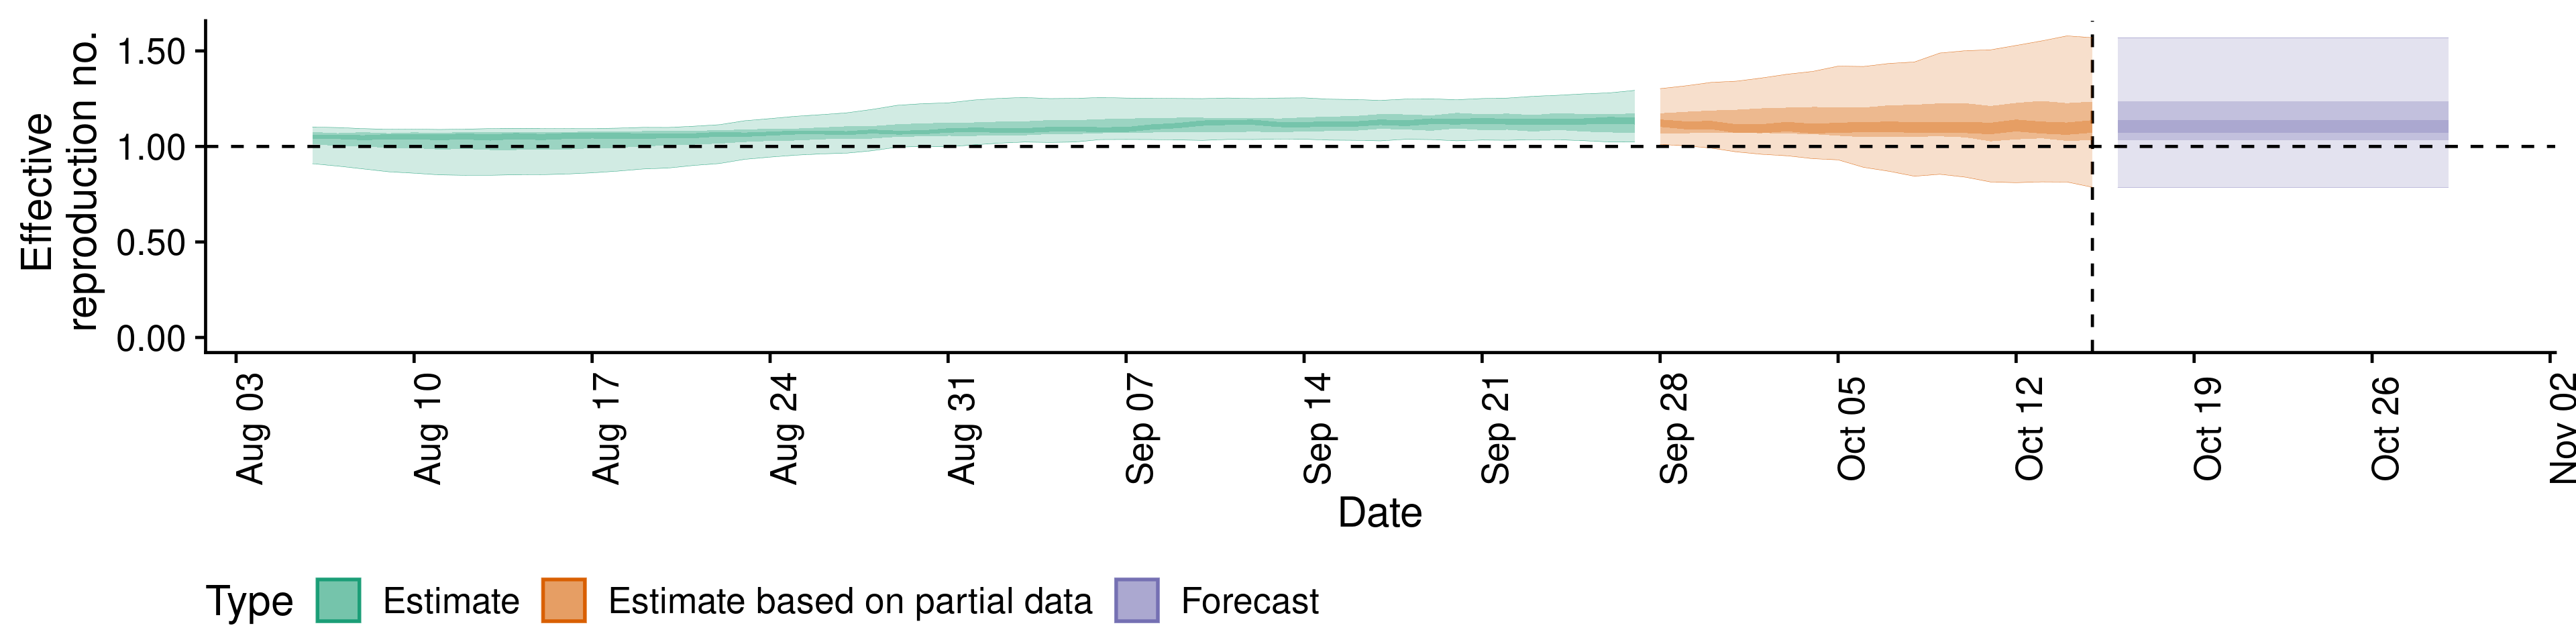 Effective
reproduction no.
1.50
1.00
0.50
0.00
Aug 03
Aug 10
Aug 17
Aug 24
Aug 31
Sep 07
Sep 14
Sep 21
Sep 28
Oct 05
Oct 12
Oct 19
Oct 26
Nov 02
Date
Type Estimate Estimate based on partial data Forecast